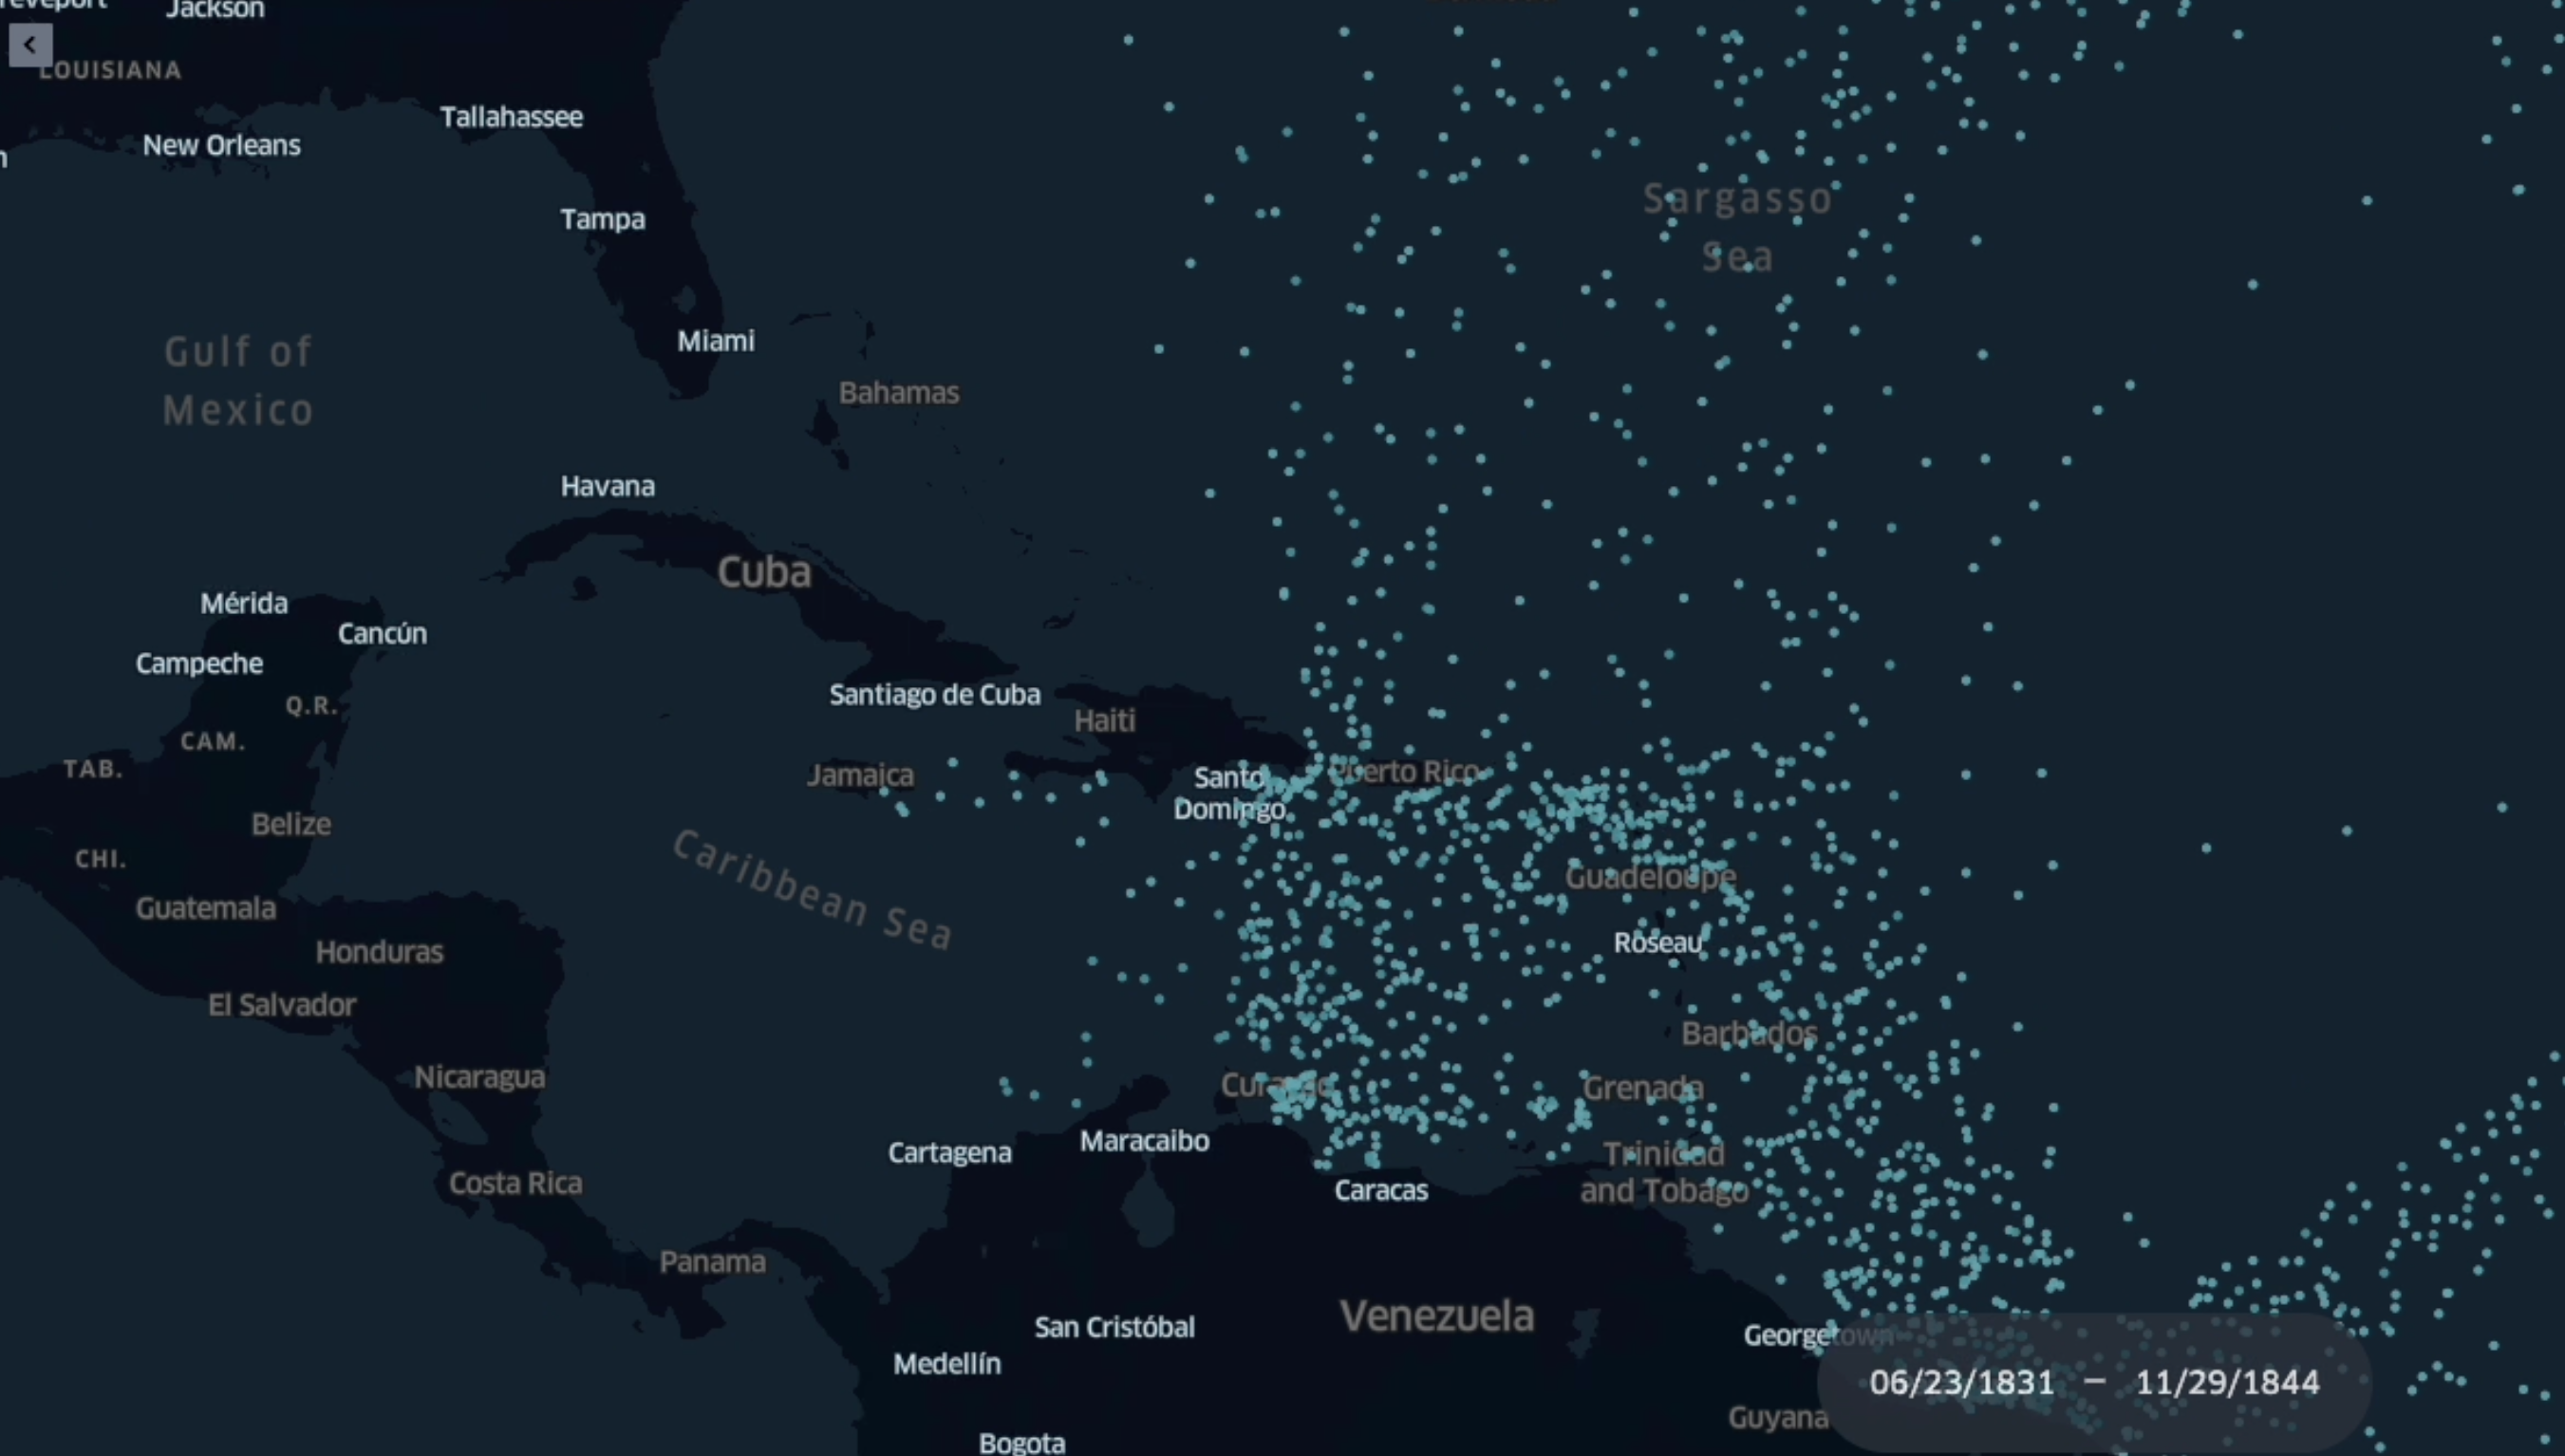 Jackson
LOUISIANA
Tallahassee
New Orleans
Tampa
Sargasso
Sea
Miami
Gulf of
Mexico
Bahamas
Havana
Cuba
Mérida
Cancún
Campeche
Q.R.
Santiago de Cuba
Haiti
CAM.
TAB.
Jamaica
Santo
Domingo
Puerto Rico
Belize
CHI.
Caribbean Sea
Guadeloupe
Guatemala
Honduras
Roseau
El Salvador
Barbados
Nicaragua
Curaçao
Grenada
Cartagena
Maracaibo
Trinidad
and Tobago
Costa Rica
Caracas
Panama
Venezuela
San Cristóbal
Georgetown
Medellín
06/23/1831 – 11/29/1844
Guyana
Bogota